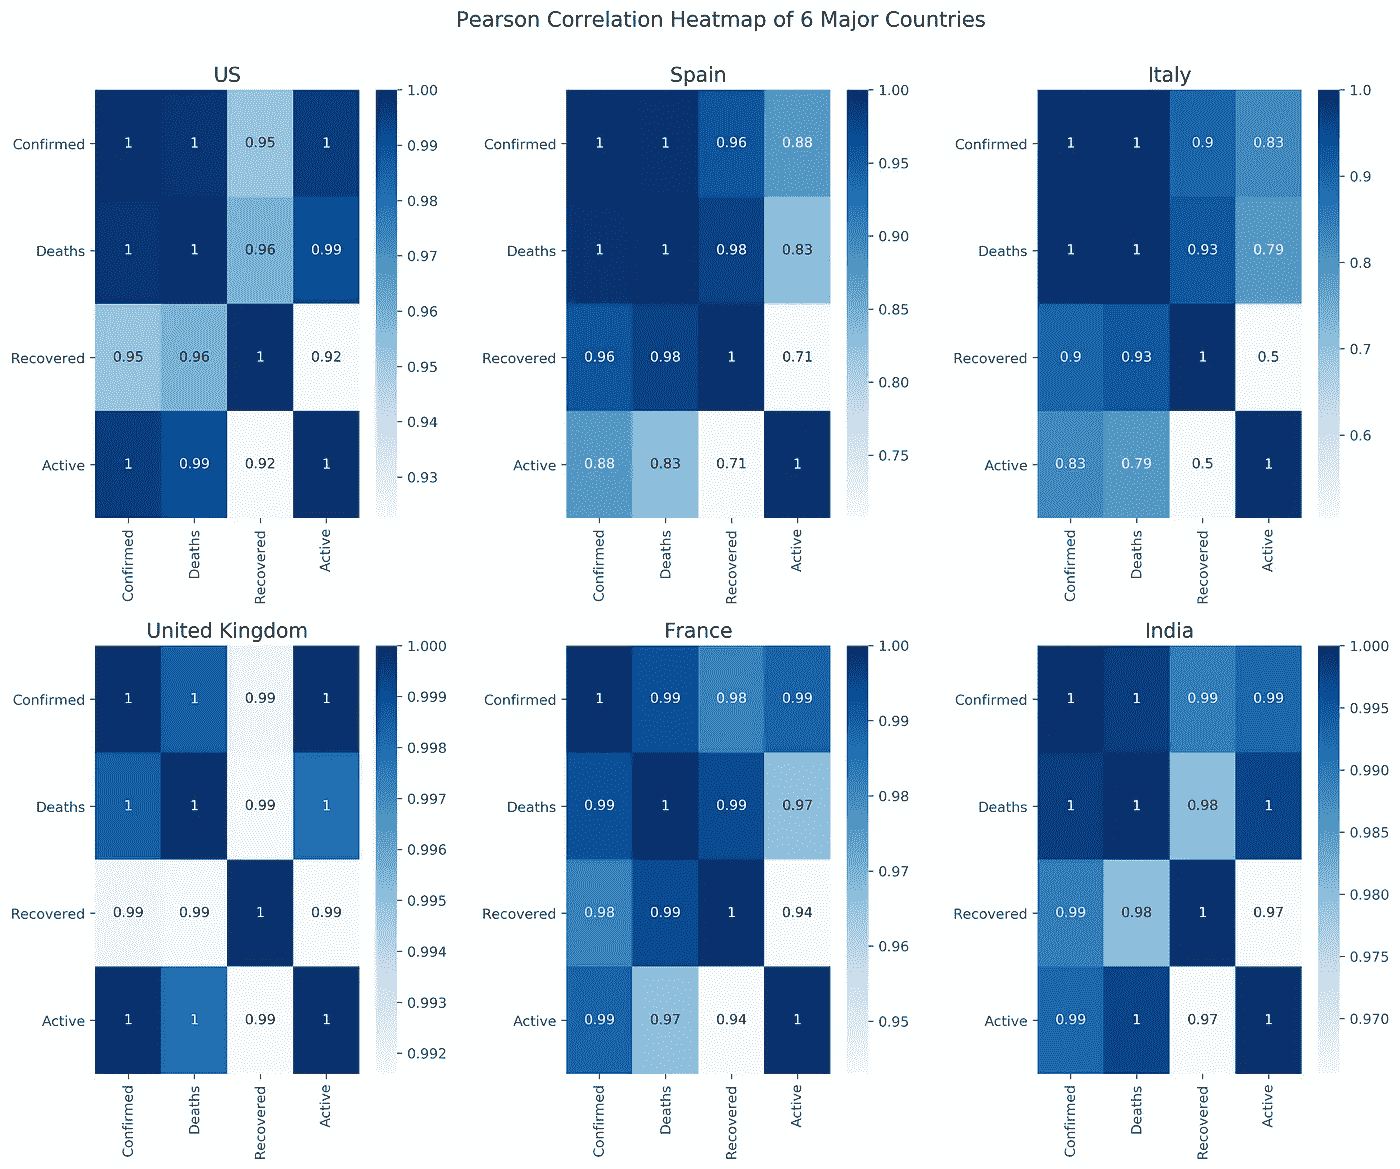 Pearson Correlation Heatmap of 6 Major Countries
US
Confirmed 1 1 0.95 1
Deaths 1 1 0.96 0.99
Recovered 0.95 0.96 1 0.92
Active 1 0.99 0.92 1
Confirmed Deaths Recovered Active
1.00
0.99
0.98
0.97
0.96
0.95
0.94
0.93
Spain
Confirmed 1 1 0.96 0.88
Deaths 1 1 0.98 0.83
Recovered 0.96 0.98 1 0.71
Active 0.88 0.83 0.71 1
Confirmed Deaths Recovered Active
1.00
0.95
0.90
0.85
0.80
0.75
Italy
Confirmed 1 1 0.9 0.83
Deaths 1 1 0.93 0.79
Recovered 0.9 0.93 1 0.5
Active 0.83 0.79 0.5 1
Confirmed Deaths Recovered Active
1.0
0.9
0.8
0.7
0.6
United Kingdom
Confirmed 1 1 0.99 1
Deaths 1 1 0.99 1
Recovered 0.99 0.99 1 0.99
Active 1 1 0.99 1
Confirmed Deaths Recovered Active
1.000
0.999
0.998
0.997
0.996
0.995
0.994
0.993
0.992
France
Confirmed 1 0.99 0.98 0.99
Deaths 0.99 1 0.99 0.97
Recovered 0.98 0.99 1 0.94
Active 0.99 0.97 0.94 1
Confirmed Deaths Recovered Active
1.00
0.99
0.98
0.97
0.96
0.95
India
Confirmed 1 1 0.99 0.99
Deaths 1 1 0.98 1
Recovered 0.99 0.98 1 0.97
Active 0.99 1 0.97 1
Confirmed Deaths Recovered Active
1.000
0.995
0.990
0.985
0.980
0.975
0.970